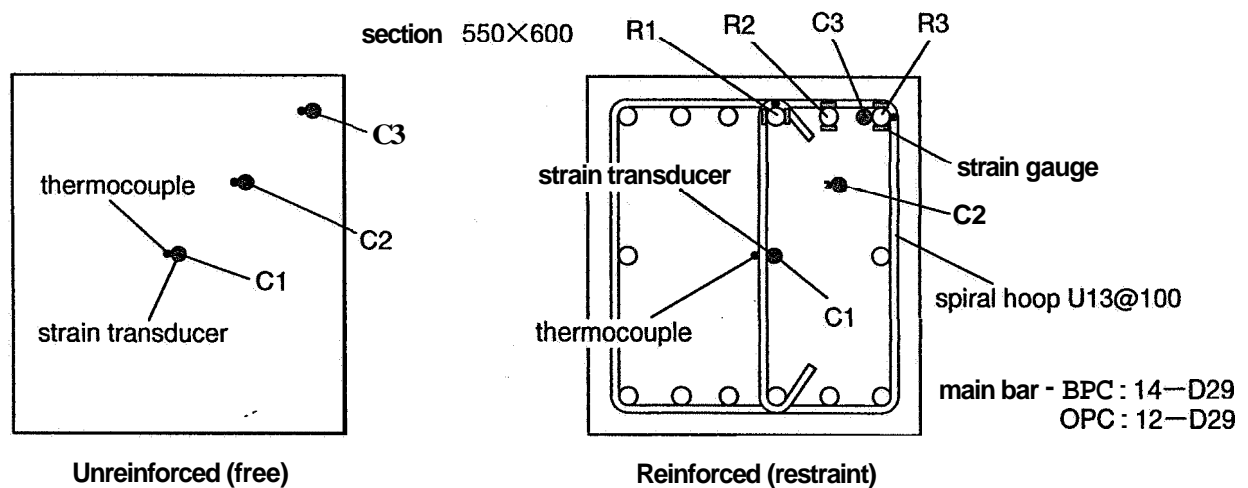 section 550×600
R1
R2
C3
R3
C3
thermocouple
C2
C1
strain transducer
strain transducer
strain gauge
C2
C1
thermocouple
spiral hoop U13@100
main bar - BPC : 14—D29
OPC : 12—D29
Unreinforced (free)
Reinforced (restraint)